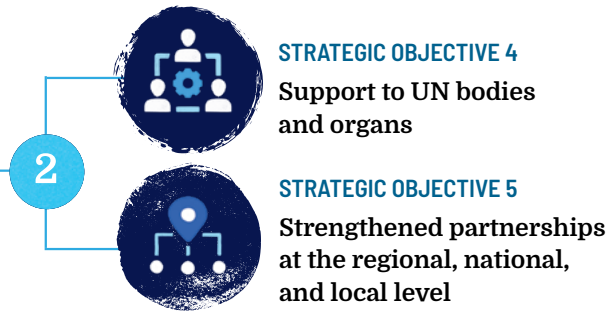 2
STRATEGIC OBJECTIVE 4
Support to UN bodies
and organs
STRATEGIC OBJECTIVE 5
Strengthened partnerships
at the regional, national,
and local level